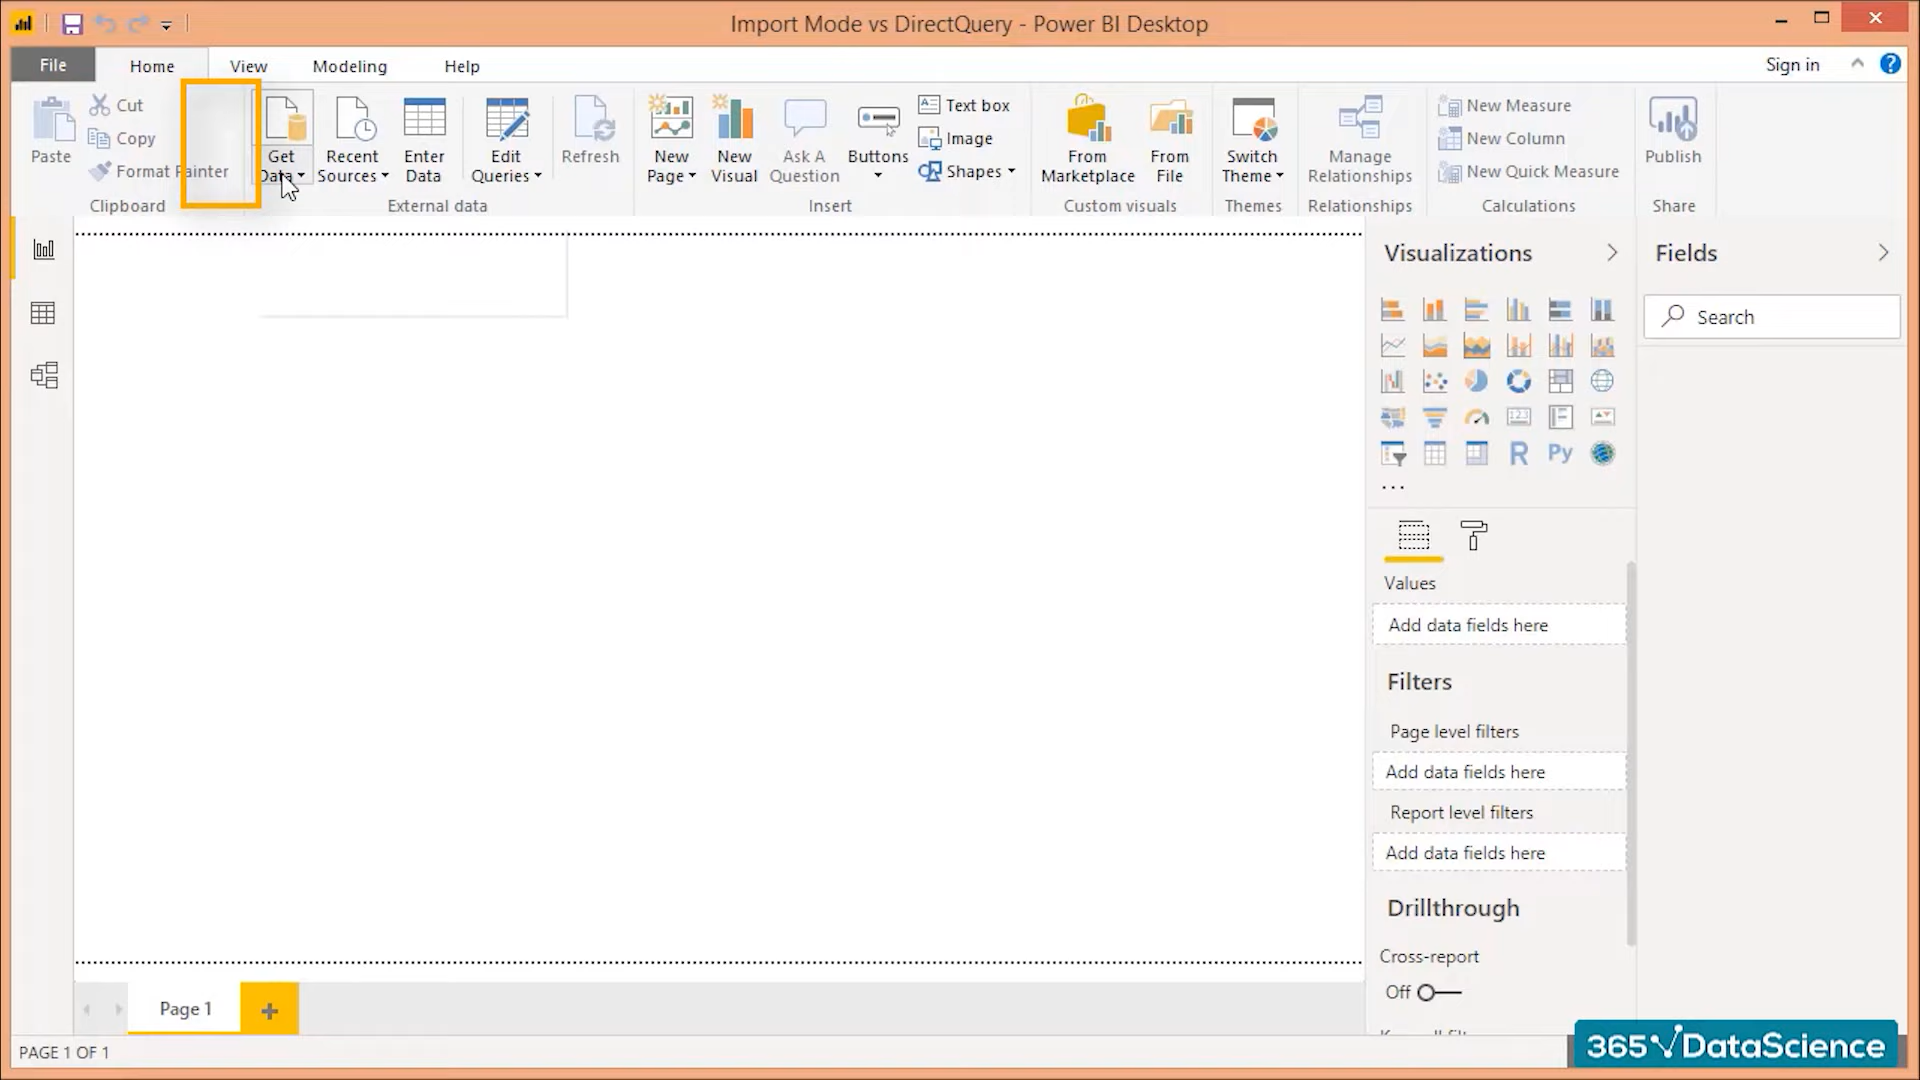 Import Mode vs DirectQuery - Power BI Desktop
File
Home
View
Modeling
Help
Sign in
Paste
Cut
Copy
Format Painter
Clipboard
Get
Data
Recent
Sources
Enter
Data
External data
Edit
Queries
Refresh
New
Page
New
Visual
Ask A
Question
Buttons
Text box
Image
Shapes
Insert
From
Marketplace
From
File
Custom visuals
Switch
Theme
Themes
Manage
Relationships
Relationships
New Measure
New Column
New Quick Measure
Calculations
Publish
Share
Visualizations
Fields
Search
123
R
Py
...
Values
Add data fields here
Filters
Page level filters
Add data fields here
Report level filters
Add data fields here
Drillthrough
Cross-report
Off
Page 1
PAGE 1 OF 1
365 DataScience